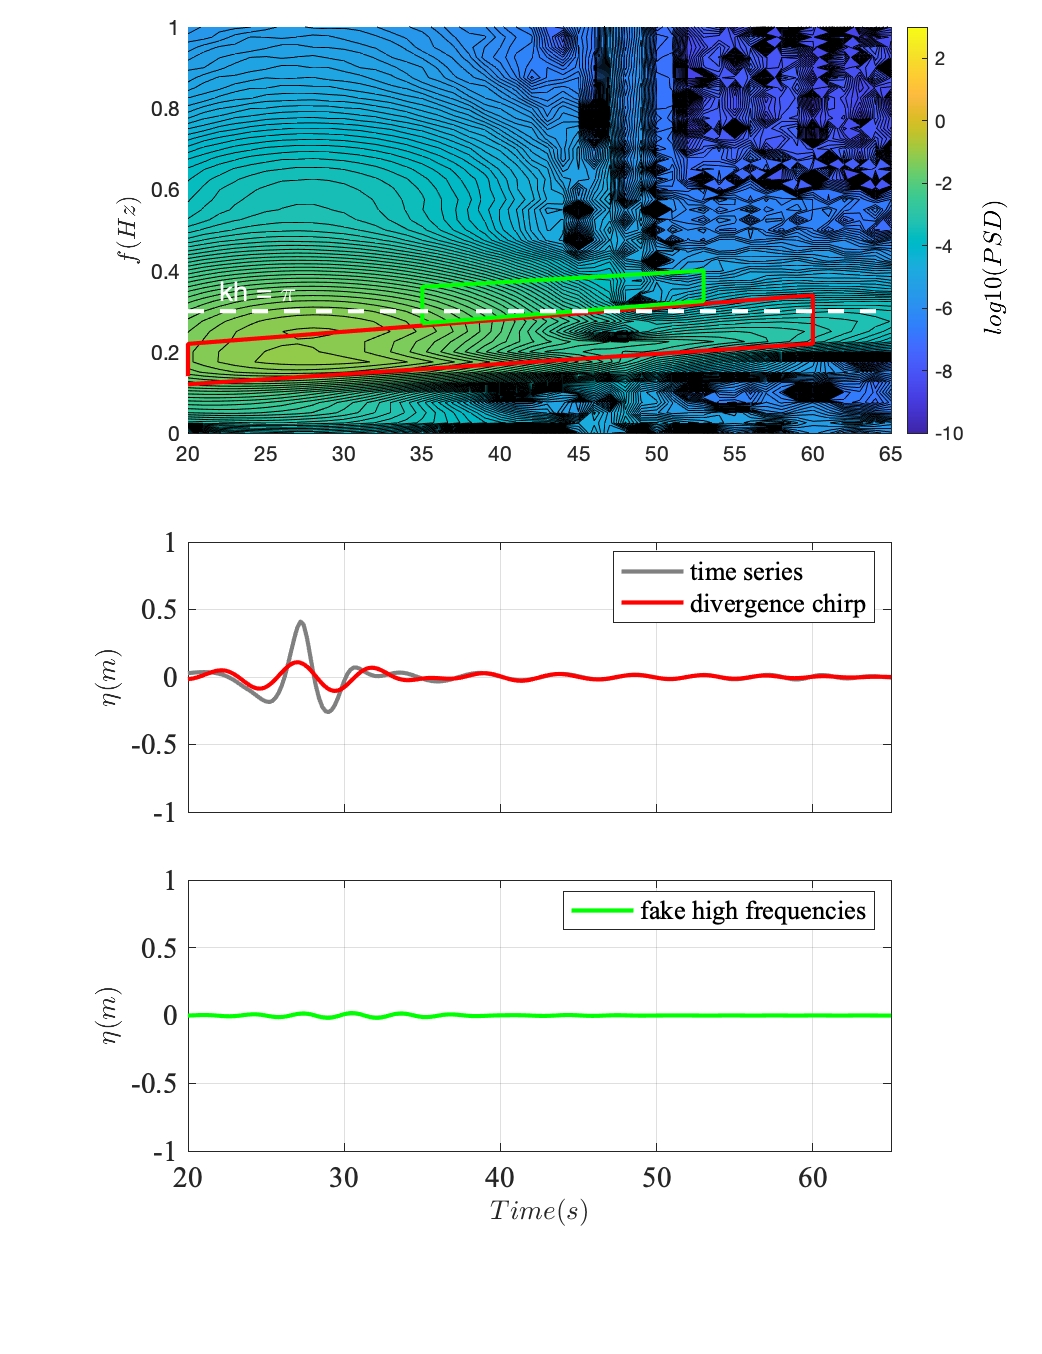 1
0.8
0.6
0.4
0.2
0
f(Hz)
kh = π
20 25 30 35 40 45 50 55 60 65
2
0
-2
-4
-6
-8
-10
log10(PSD)
1
0.5
0
-0.5
-1
η(m)
time series
divergence chirp
1
0.5
0
-0.5
-1
η(m)
fake high frequencies
20 30 40 50 60
Time(s)